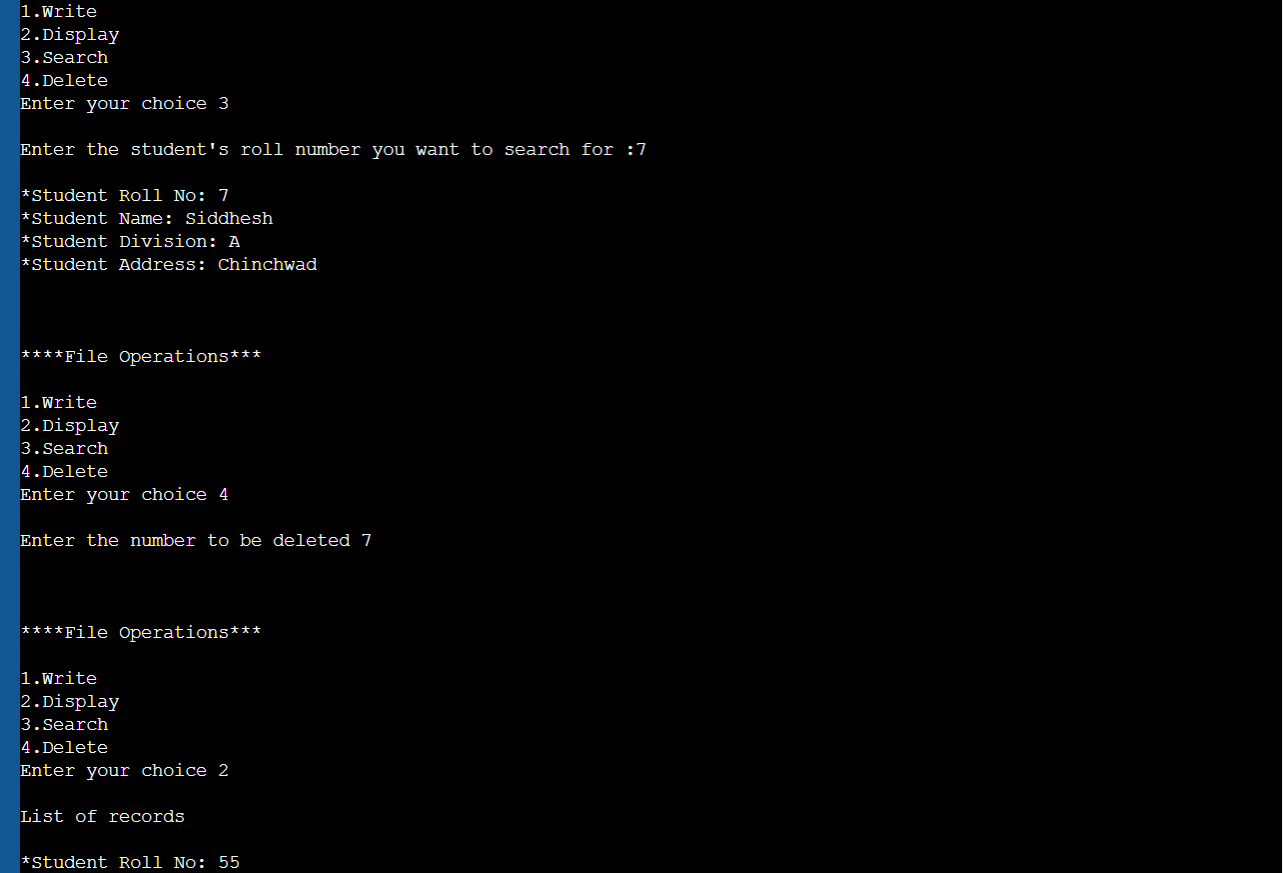 1.Write
2.Display
3.Search
4.Delete
Enter your choice 3
Enter the student's roll number you want to search for :7
*Student Roll No: 7
*Student Name: Siddhesh
*Student Division: A
*Student Address: Chinchwad
****File Operations***
1.Write
2.Display
3.Search
4.Delete
Enter your choice 4
Enter the number to be deleted 7
****File Operations***
1.Write
2.Display
3.Search
4.Delete
Enter your choice 2
List of records
*Student Roll No: 55